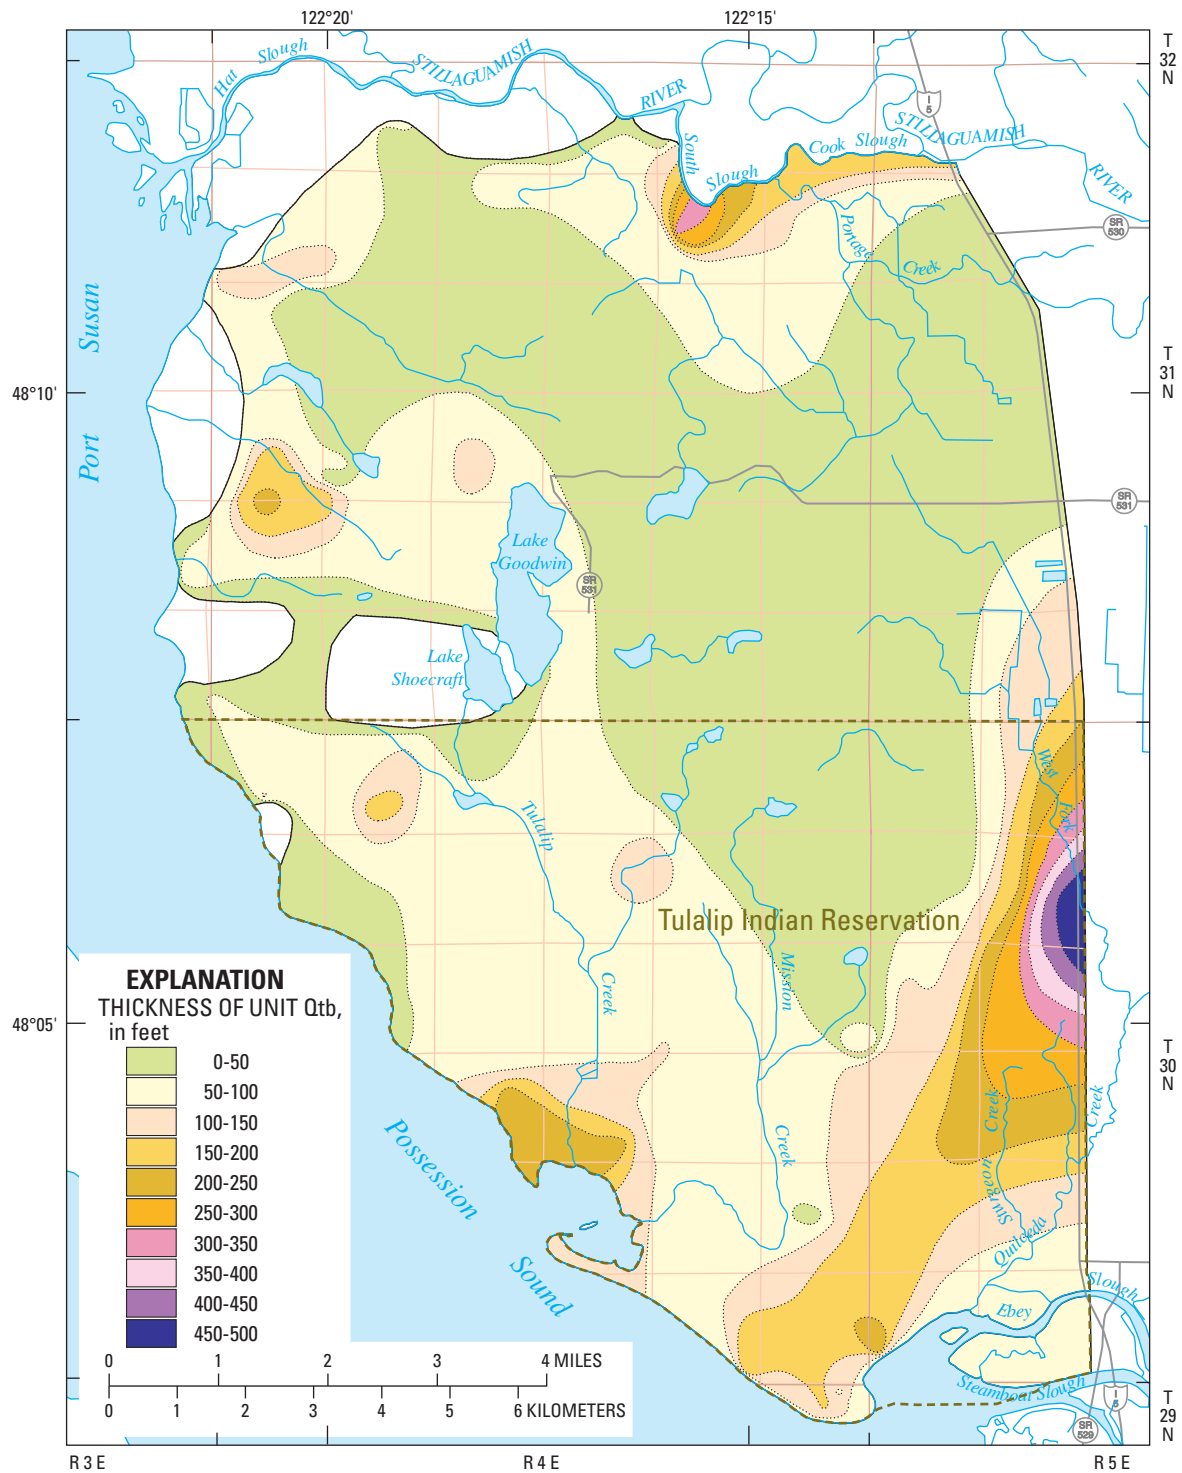 122°20'
122°15'
T
32
N
Hat
Slough
STILLAGUAMISH
RIVER
I
5
STILLAGUAMISH
RIVER
South
Slough
Cook Slough
Portage
Creek
SR
530
Port Susan
T
31
N
48°10'
SR
531
Lake
Goodwin
SR
531
Lake
Shoecraft
West
Fork
Tulalip
Tulalip Indian Reservation
Mission
Creek
48°05'
T
30
N
Creek
Creek
Creek
Sturgeon
Quilceda
Possession
Sound
Ebey
Slough
Steamboat Slough
I
5
SR
529
T
29
N
EXPLANATION
THICKNESS OF UNIT Qtb,
in feet
0-50
50-100
100-150
150-200
200-250
250-300
300-350
350-400
400-450
450-500
0 1 2 3 4 MILES
0 1 2 3 4 5 6 KILOMETERS
R 3 E
R 4 E
R 5 E